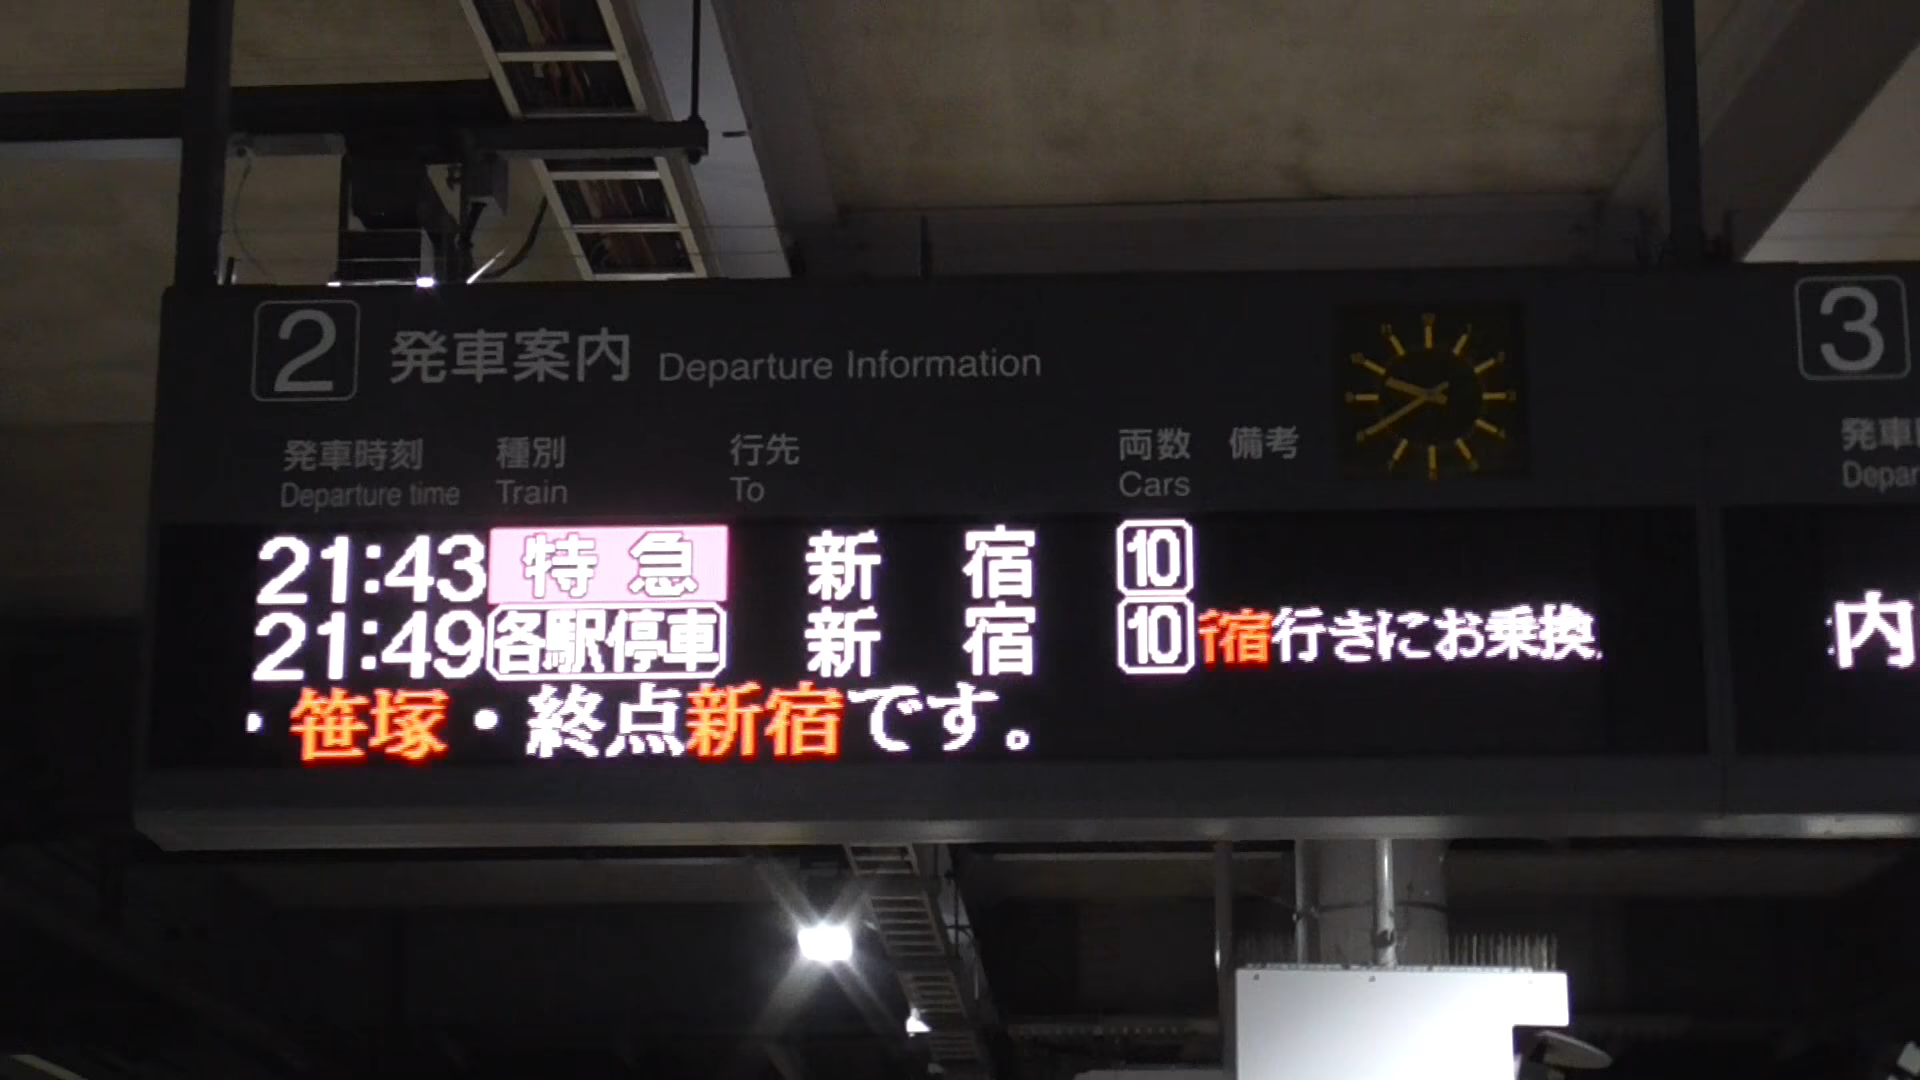 2 発車案内 Departure Information
3
発車時刻 種別 行先 両数 備考
Departure time Train To Cars
21:43 特急 新宿 10
21:49 各駅停車 新宿 10 宿行きにお乗換
・笹塚・終点新宿です。
発車
Depar
内